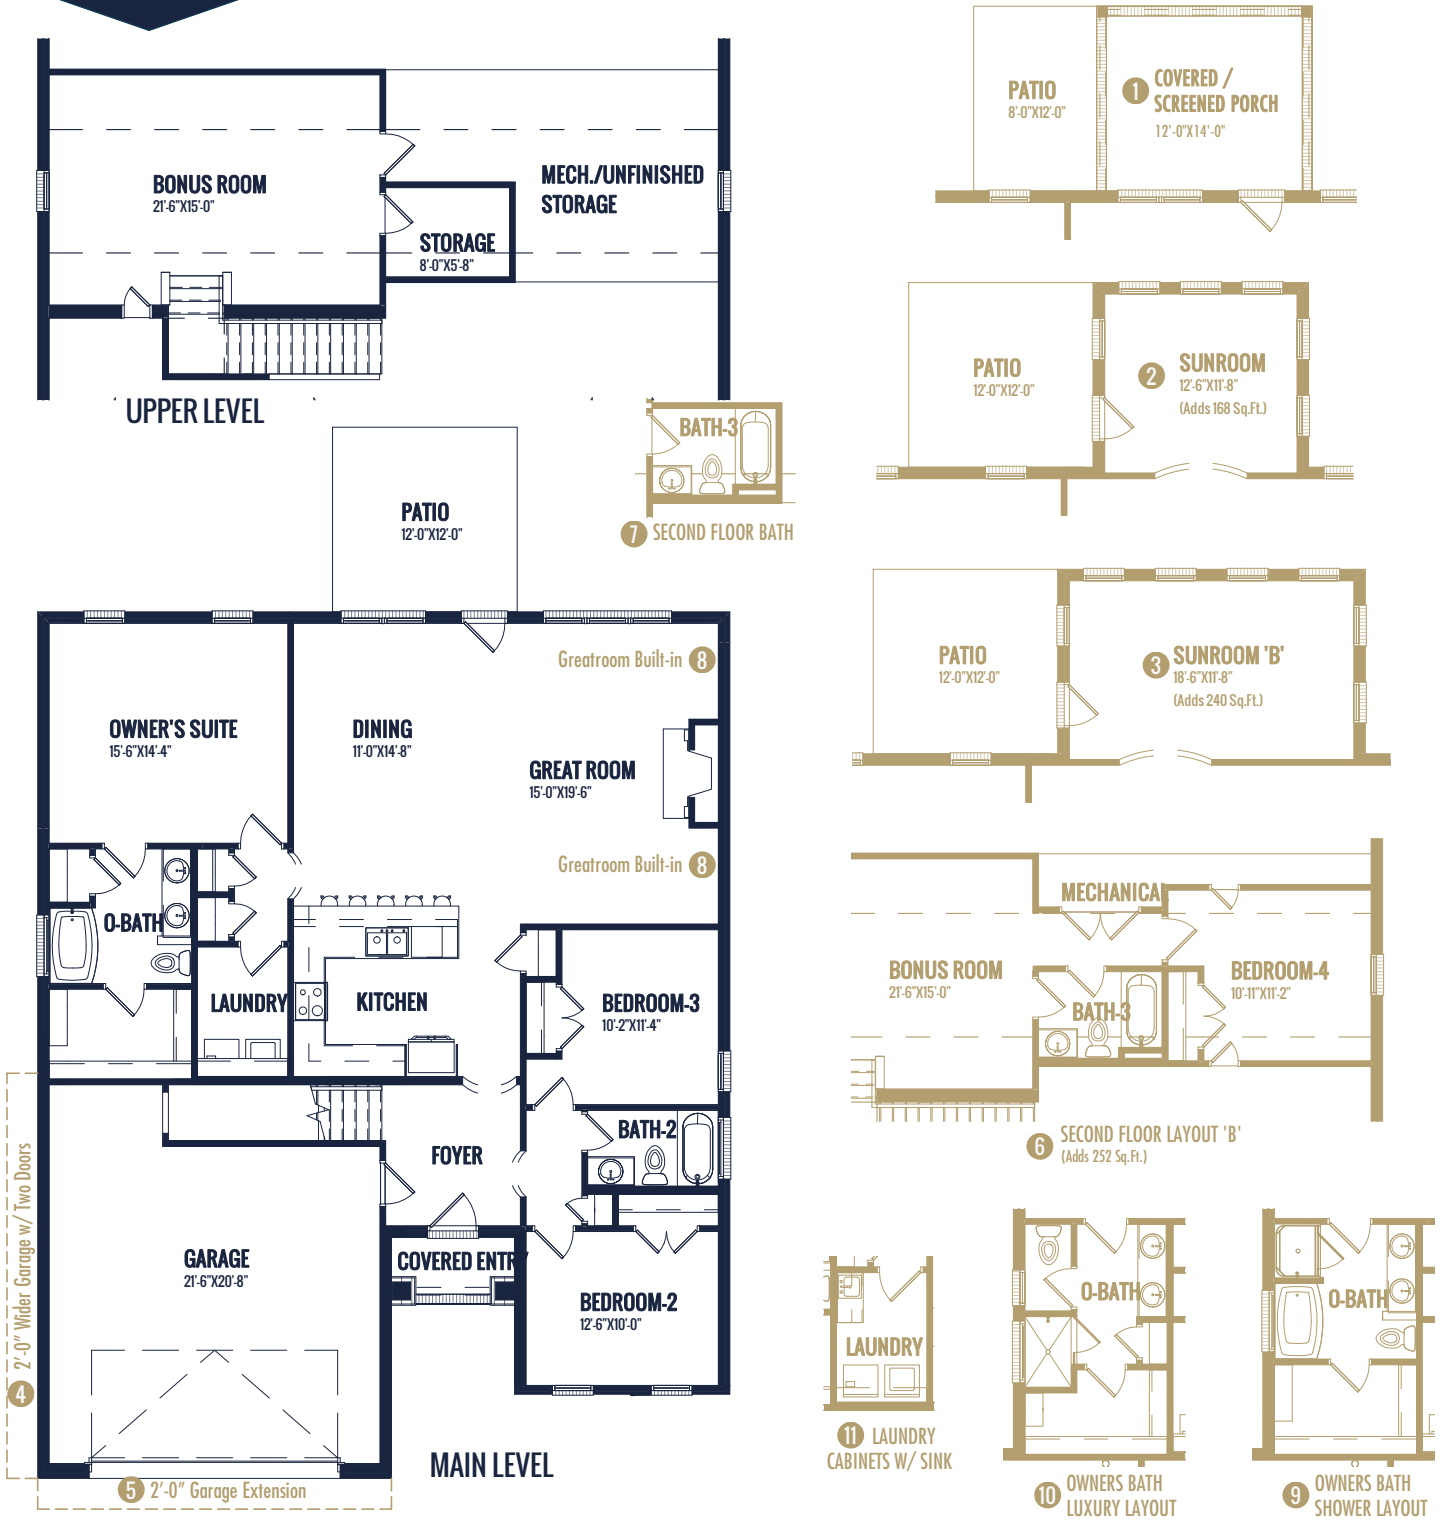 BONUS ROOM
21'-6"X15'-0"
MECH./UNFINISHED
STORAGE
STORAGE
8'-0"X5'-8"
UPPER LEVEL
BATH-3
7 SECOND FLOOR BATH
PATIO
12'-0"X12'-0"
Greatroom Built-in 8
OWNER'S SUITE
15'-6"X14'-4"
DINING
11'-0"X14'-8"
GREAT ROOM
15'-0"X19'-6"
Greatroom Built-in 8
O-BATH
LAUNDRY
KITCHEN
BEDROOM-3
10'-2"X11'-4"
BATH-2
FOYER
GARAGE
21'-6"X20'-8"
COVERED ENTRY
BEDROOM-2
12'-6"X10'-0"
4 2'-0" Wider Garage w/ Two Doors
5 2'-0" Garage Extension
MAIN LEVEL
PATIO
8'-0"X12'-0"
1 COVERED /
SCREENED PORCH
12'-0"X14'-0"
PATIO
12'-0"X12'-0"
2 SUNROOM
12'-6"X11'-8"
(Adds 168 Sq.Ft.)
PATIO
12'-0"X12'-0"
3 SUNROOM 'B'
18'-6"X11'-8"
(Adds 240 Sq.Ft.)
MECHANICAL
BONUS ROOM
21'-6"X15'-0"
BATH-3
BEDROOM-4
10'-11"X11'-2"
6 SECOND FLOOR LAYOUT 'B'
(Adds 252 Sq.Ft.)
LAUNDRY
11 LAUNDRY
CABINETS W/ SINK
O-BATH
10 OWNERS BATH
LUXURY LAYOUT
O-BATH
9 OWNERS BATH
SHOWER LAYOUT